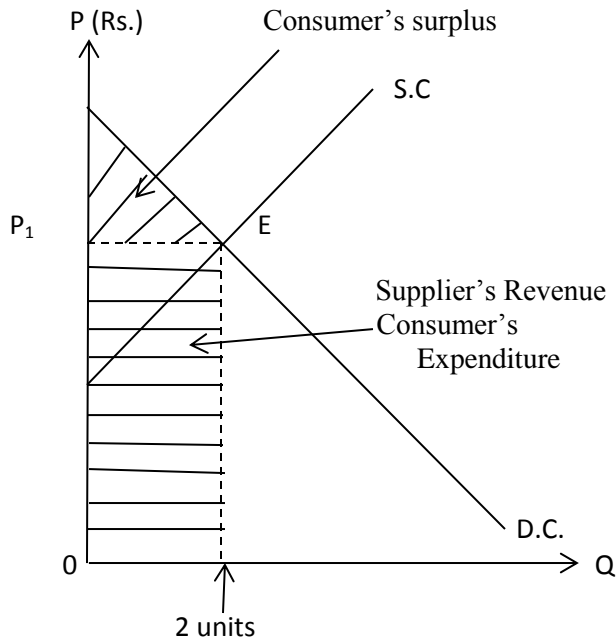 P (Rs.)
Consumer’s surplus
S.C
P1
E
Supplier’s Revenue
Consumer’s
Expenditure
D.C.
0
Q
2 units